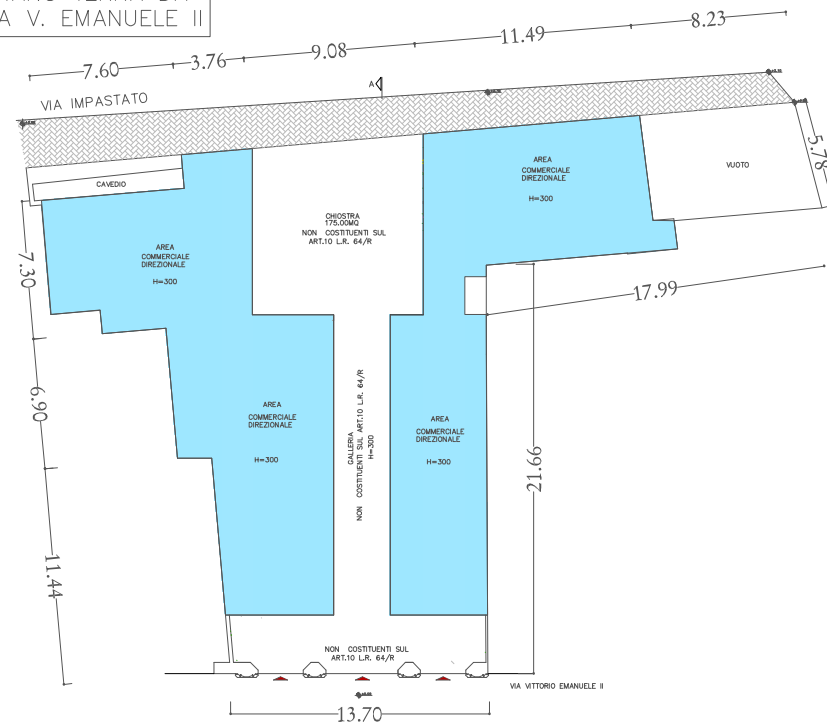 A V. EMANUELE II
7.60
3.76
9.08
11.49
8.23
VIA IMPASTATO
A
CAVEDIO
5.78
VUOTO
AREA
COMMERCIALE
DIREZIONALE
H=300
CHIOSTRA
175.00MQ
NON COSTITUENTI SUL
ART.10 L.R. 64/R
AREA
COMMERCIALE
DIREZIONALE
H=300
7.30
17.99
6.90
AREA
COMMERCIALE
DIREZIONALE
H=300
GALLERIA
NON COSTITUENTI SUL ART.10 L.R. 64/R
H=300
AREA
COMMERCIALE
DIREZIONALE
H=300
21.66
11.44
NON COSTITUENTI SUL
ART.10 L.R. 64/R
VIA VITTORIO EMANUELE II
13.70